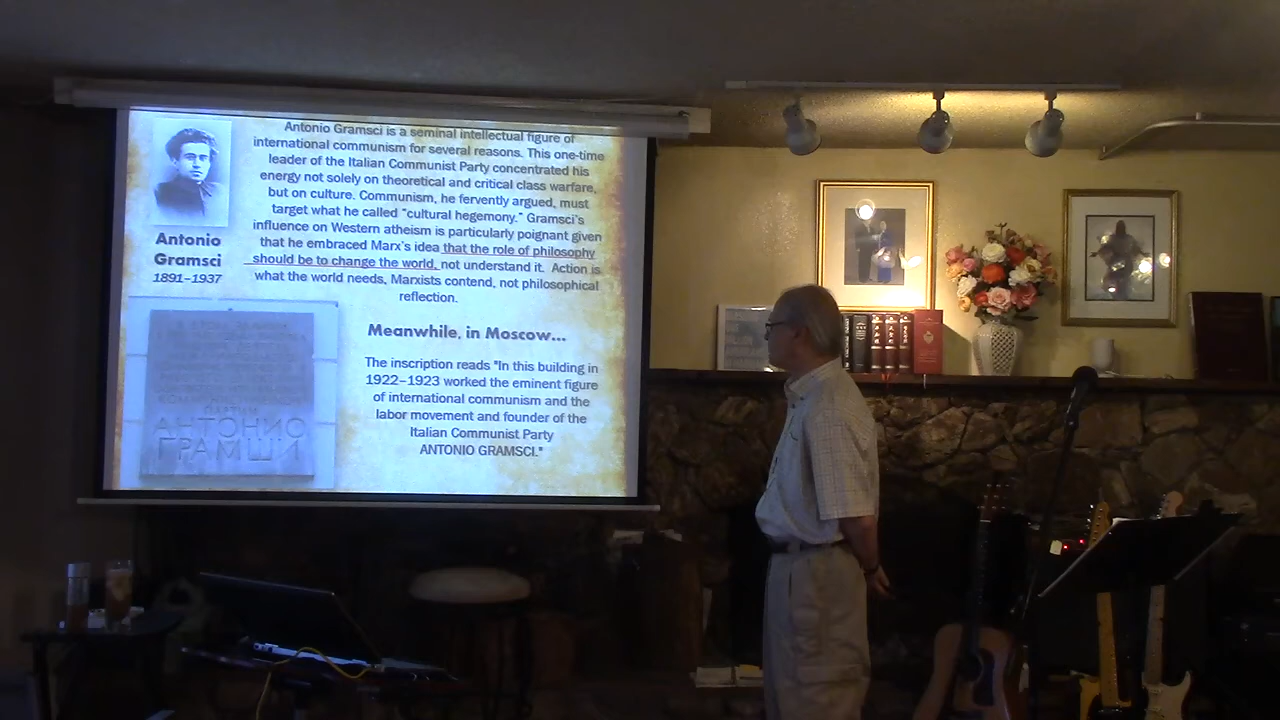 Antonio Gramsci is a seminal intellectual figure of
international communism for several reasons. This one-time
leader of the Italian Communist Party concentrated his
energy not solely on theoretical and critical class warfare,
but on culture. Communism, he fervently argued, must
target what he called "cultural hegemony." Gramsci's
influence on Western atheism is particularly poignant given
that he embraced Marx's idea that the role of philosophy
should be to change the world, not understand it. Action is
what the world needs, Marxists contend, not philosophical
reflection.
Antonio
Gramsci
1891–1937
Meanwhile, in Moscow...
The inscription reads "In this building in
1922–1923 worked the eminent figure
of international communism and the
labor movement and founder of the
Italian Communist Party
ANTONIO GRAMSCI."
ПАРТИИ
АНТОНИО
ГРАМШИ